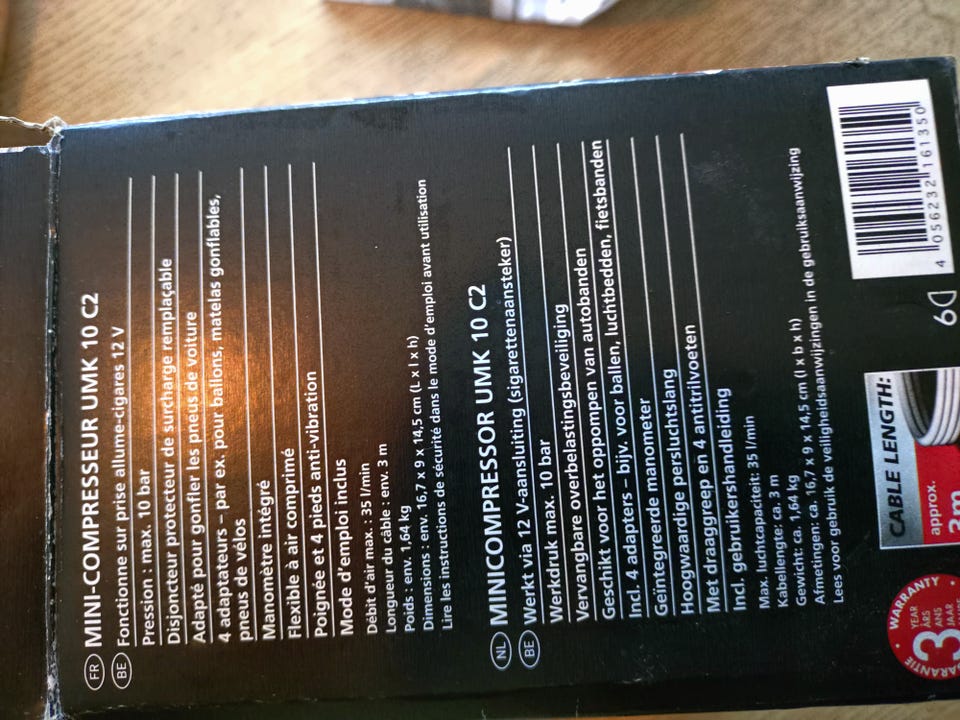 FR
BE
MINI-COMPRESSEUR UMK 10 C2
Fonctionne sur prise allume-cigares 12 V
Pression : max. 10 bar
Disjoncteur protecteur de surcharge remplaçable
Adapté pour gonfler les pneus de voiture
4 adaptateurs – par ex. pour ballons, matelas gonflables,
pneus de vélos
Manomètre intégré
Flexible à air comprimé
Poignée et 4 pieds anti-vibration
Mode d'emploi inclus
Débit d'air max. : 35 l/min
Longueur du câble : env. 3 m
Poids : env. 1,64 kg
Dimensions : env. 16,7 x 9 x 14,5 cm (L x l x h)
Lire les instructions de sécurité dans le mode d'emploi avant utilisation
NL
BE
MINICOMPRESSOR UMK 10 C2
Werkt via 12 V-aansluiting (sigarettenaansteker)
Werkdruk max. 10 bar
Vervangbare overbelastingsbeveiliging
Geschikt voor het oppompen van autobanden
Incl. 4 adapters – bijv. voor ballen, luchtbedden, fietsbanden
Geïntegreerde manometer
Hoogwaardige persluchtslang
Met draaggreep en 4 antitrilvoeten
Incl. gebruikershandleiding
Max. luchtcapaciteit: 35 l/min
Kabellengte: ca. 3 m
Gewicht: ca. 1,64 kg
Afmetingen: ca. 16,7 x 9 x 14,5 cm (l x b x h)
Lees voor gebruik de veiligheidsaanwijzingen in de gebruiksaanwijzing
WARRANTY
3
YEAR
ÅRS
ANS
JAAR
GARANTIE
CABLE LENGTH:
approx.
3m
6
4 056232 161350